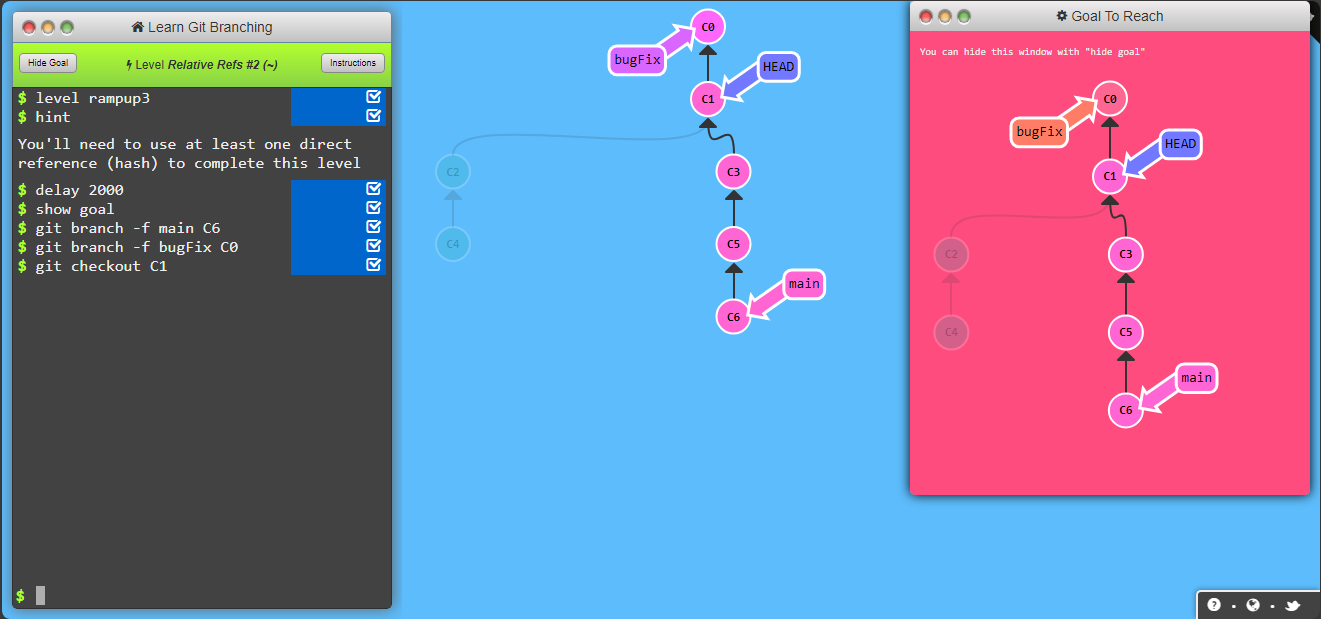 Learn Git Branching
Hide Goal
Level Relative Refs #2 (~)
Instructions
$ level rampup3
$ hint
You'll need to use at least one direct
reference (hash) to complete this level
$ delay 2000
$ show goal
$ git branch -f main C6
$ git branch -f bugFix C0
$ git checkout C1
$
C0
bugFix
HEAD
C1
C2
C3
C4
C5
main
C6
Goal To Reach
You can hide this window with "hide goal"
C0
bugFix
HEAD
C1
C2
C3
C4
C5
main
C6